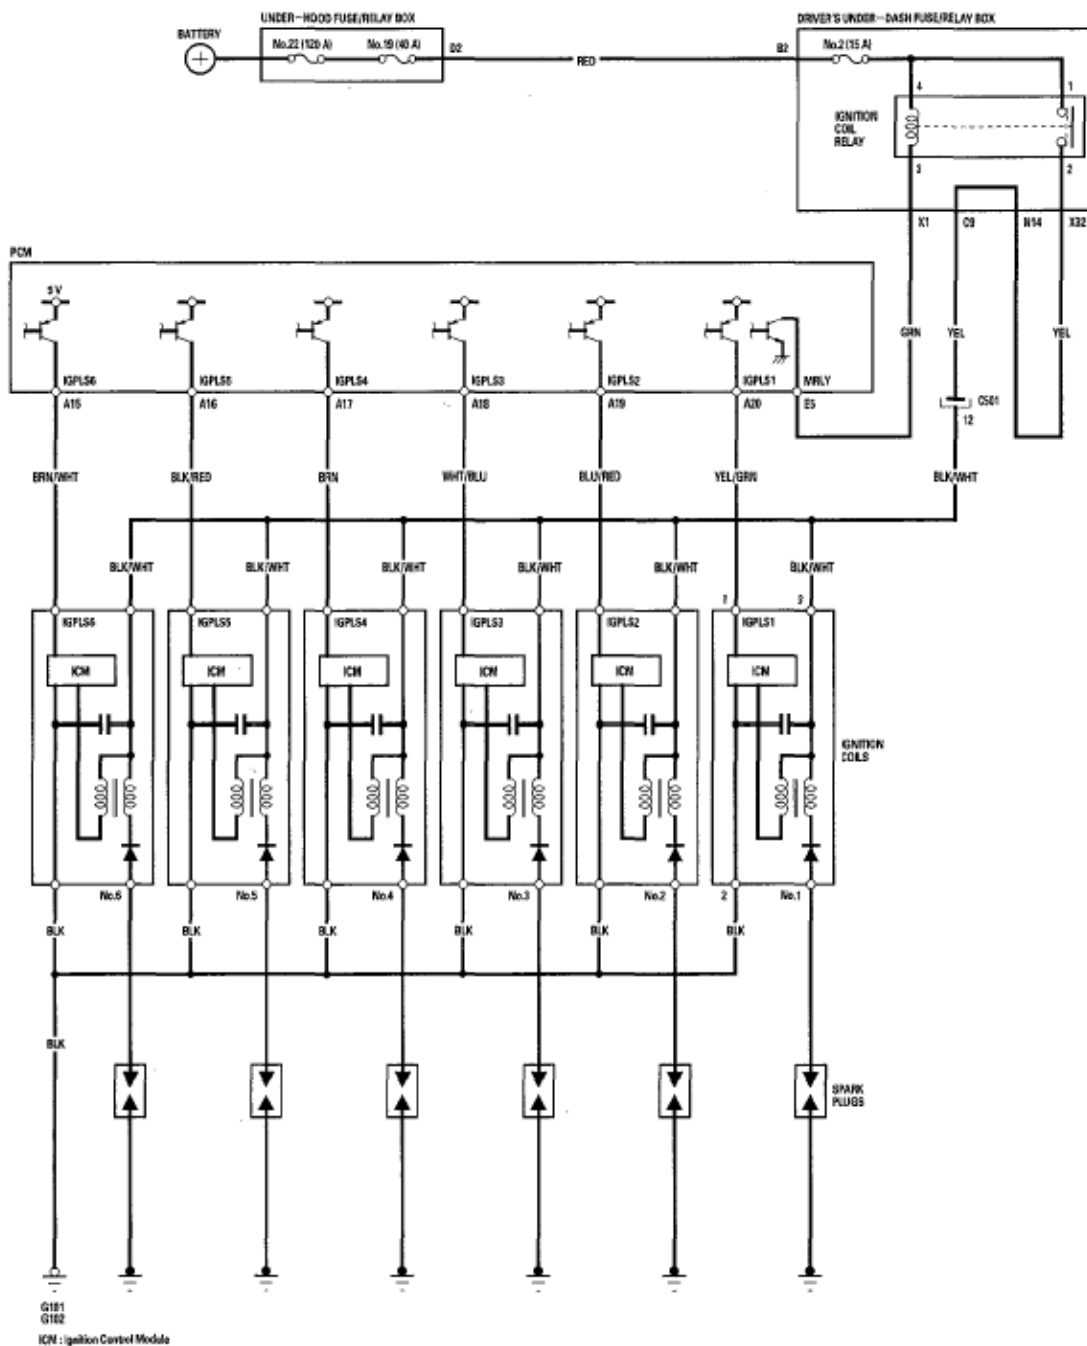 UNDER-HOOD FUSE/RELAY BOX
DRIVER'S UNDER-DASH FUSE/RELAY BOX
BATTERY
No.22 (120 A)
No.19 (40 A)
D2
RED
B2
No.2 (15 A)
4
1
IGNITION
COIL
RELAY
3
2
X1
C9
N14
X32
PCM
5 V
GRN
YEL
YEL
IGPLS6
IGPLS5
IGPLS4
IGPLS3
IGPLS2
IGPLS1
MRLY
A15
A16
A17
A18
A19
A20
E5
C501
12
BRN/WHT
BLK/RED
BRN
WHT/BLU
BLU/RED
YEL/GRN
BLK/WHT
BLK/WHT
BLK/WHT
BLK/WHT
BLK/WHT
BLK/WHT
BLK/WHT
1
3
IGPLS6
IGPLS5
IGPLS4
IGPLS3
IGPLS2
IGPLS1
ICM
ICM
ICM
ICM
ICM
ICM
IGNITION
COILS
No.6
No.5
No.4
No.3
No.2
2
No.1
BLK
BLK
BLK
BLK
BLK
BLK
BLK
SPARK
PLUGS
G101
G102
ICM : Ignition Control Module